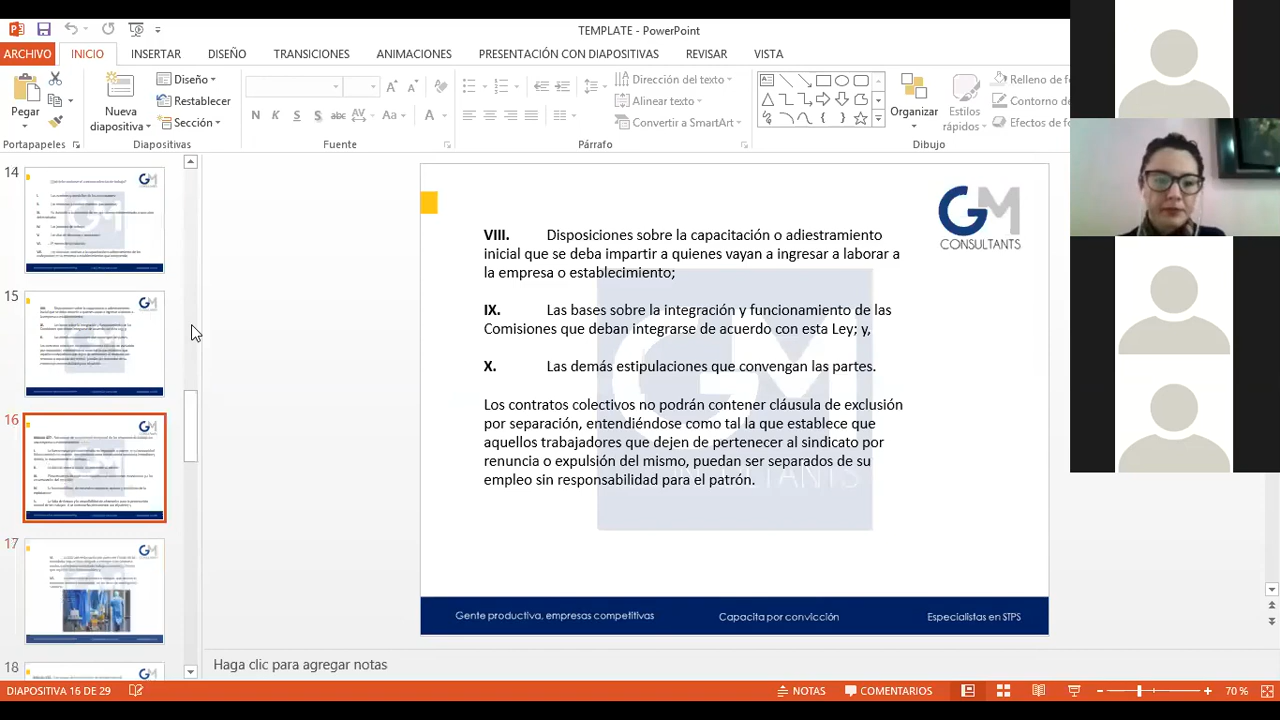 TEMPLATE - PowerPoint
ARCHIVO INICIO INSERTAR DISEÑO TRANSICIONES ANIMACIONES PRESENTACIÓN CON DIAPOSITIVAS REVISAR VISTA
Pegar
Nueva
diapositiva
Diseño
Restablecer
Sección
N K S S abc AV Aa A
Dirección del texto
Alinear texto
Convertir a SmartArt
Organizar
Estilos
rápidos
Relleno de f
Contorno de
Efectos de fo
Portapapeles Diapositivas Fuente Párrafo Dibujo
14
15
16
17
18
GM
CONSULTANTS
VIII. Disposiciones sobre la capacitación o adiestramiento
inicial que se deba impartir a quienes vayan a ingresar a laborar a
la empresa o establecimiento;
IX. Las bases sobre la integración y funcionamiento de las
Comisiones que deban integrarse de acuerdo con esta Ley; y,
X. Las demás estipulaciones que convengan las partes.
Los contratos colectivos no podrán contener cláusula de exclusión
por separación, entendiéndose como tal la que establezca que
aquellos trabajadores que dejen de pertenecer al sindicato por
renuncia o expulsión del mismo, puedan ser separados de su
empleo sin responsabilidad para el patrón.
Gente productiva, empresas competitivas Capacita por convicción Especialistas en STPS
Haga clic para agregar notas
DIAPOSITIVA 16 DE 29 NOTAS COMENTARIOS 70 %